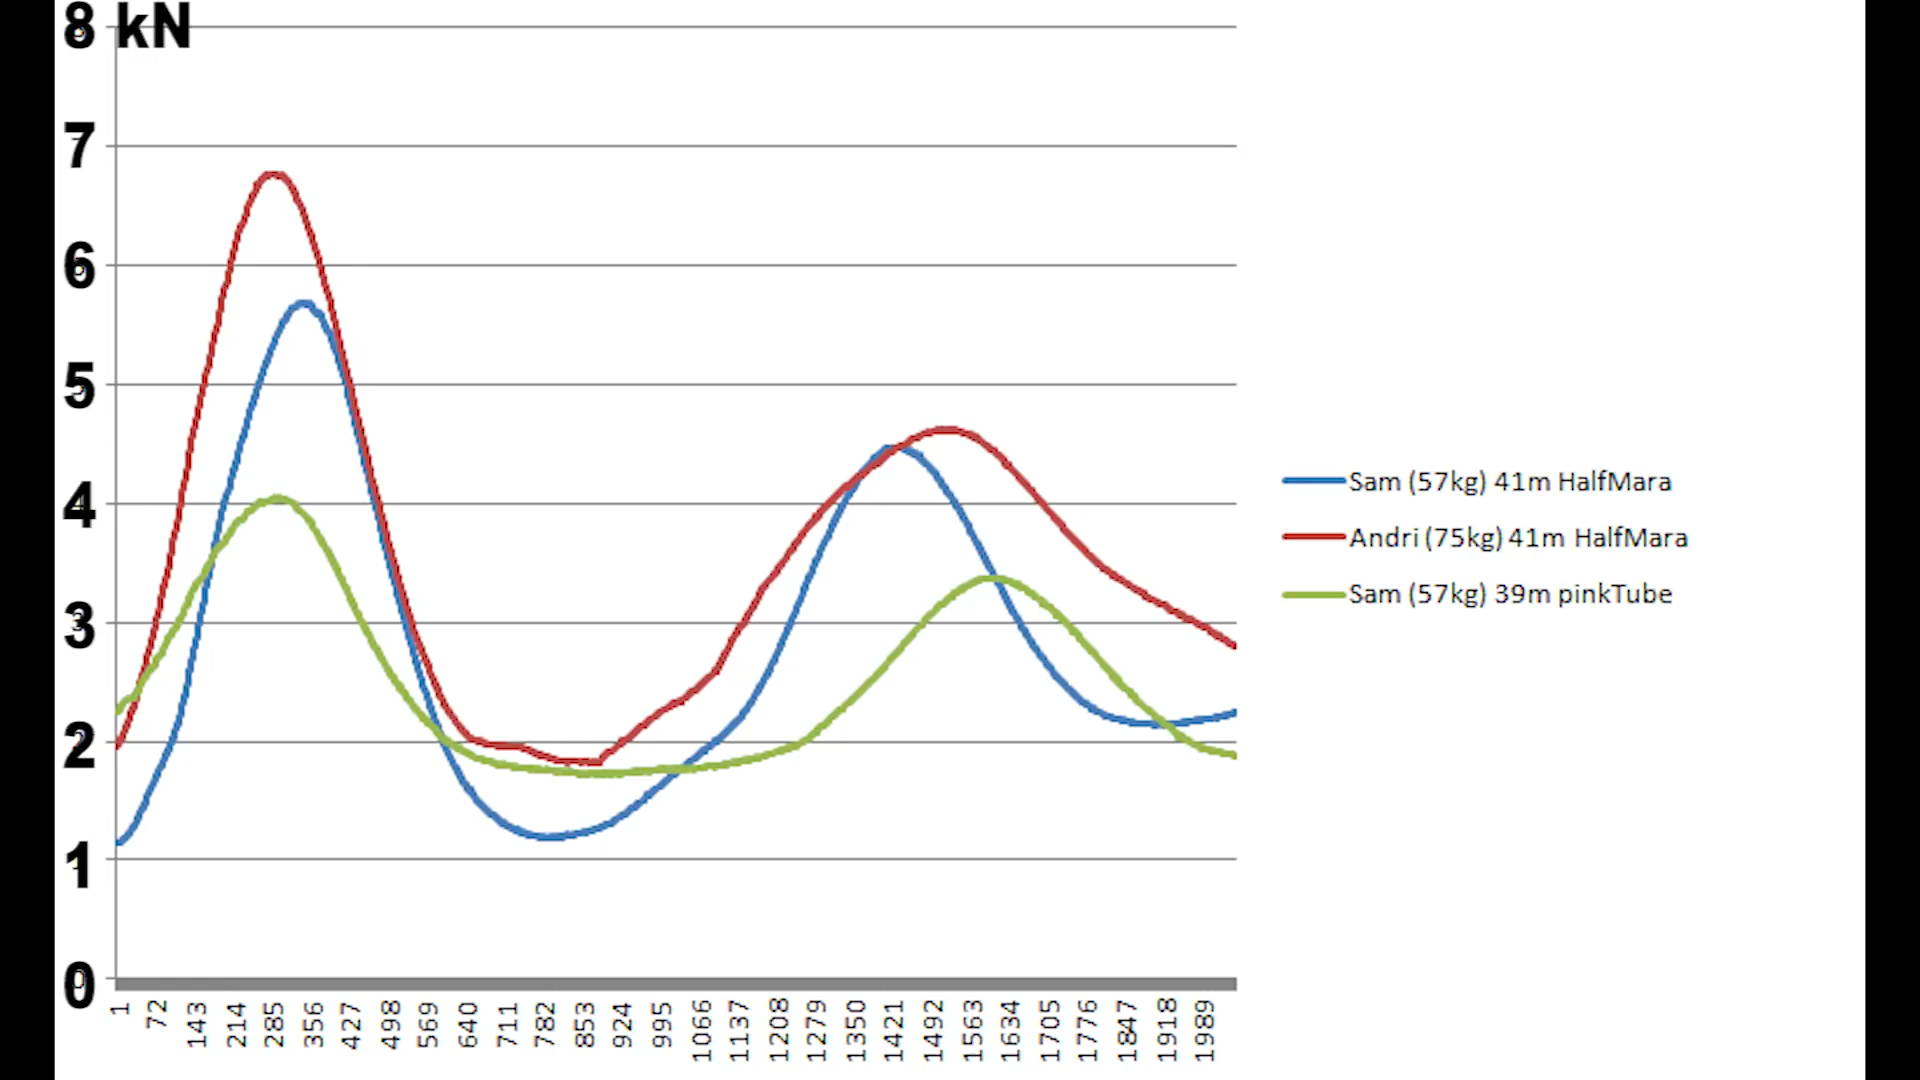 8 kN
7
6
5
4
3
2
1
0
1 72 143 214 285 356 427 498 569 640 711 782 853 924 995 1066 1137 1208 1279 1350 1421 1492 1563 1634 1705 1776 1847 1918 1989
Sam (57kg) 41m HalfMara
Andri (75kg) 41m HalfMara
Sam (57kg) 39m pinkTube